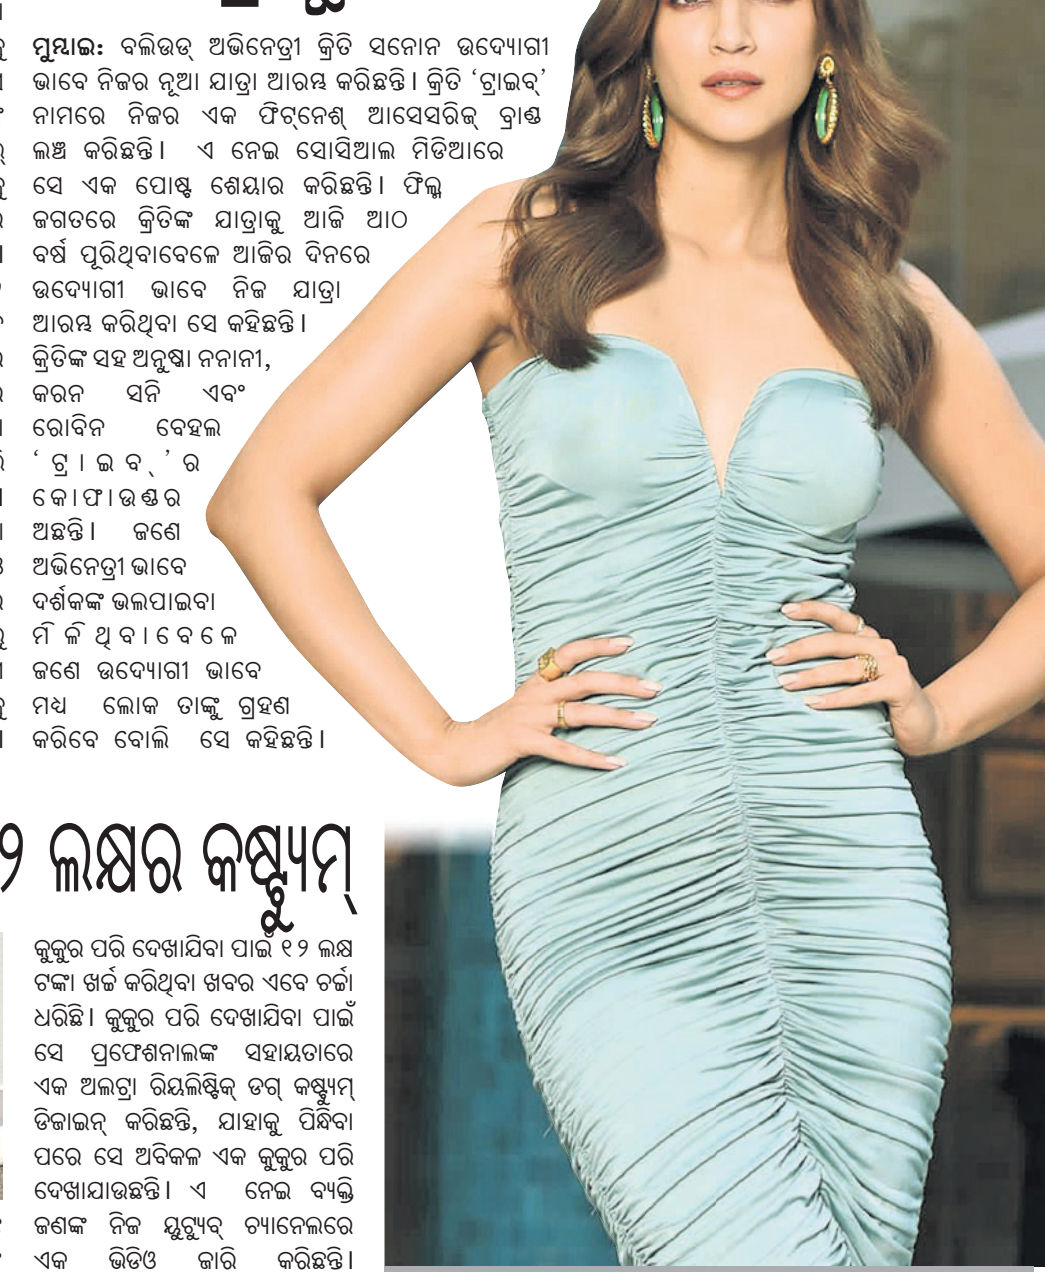 ମୁମ୍ବାଇ: ବଲିଉଡ୍ ଅଭିନେତ୍ରୀ କ୍ରିତି ସନୋନ ଉଦ୍ୟୋଗୀ
ଭାବେ ନିଜର ନୂଆ ଯାତ୍ରା ଆରମ୍ଭ କରିଛନ୍ତି । କ୍ରିତି ‘ଟ୍ରାଇବ୍’
ନାମରେ ନିଜର ଏକ ଫିଟ୍‌ନେଶ୍ ଆସେସରିଜ୍ ବ୍ରାଣ୍ଡ
ଲଞ୍ଚ କରିଛନ୍ତି । ଏ ନେଇ ସୋସିଆଲ ମିଡିଆରେ
ସେ ଏକ ପୋଷ୍ଟ ଶେୟାର କରିଛନ୍ତି । ଫିଲ୍ମ
ଜଗତରେ କ୍ରିତିଙ୍କ ଯାତ୍ରାକୁ ଆଜି ଆଠ
ବର୍ଷ ପୂରିଥିବାବେଳେ ଆଜିର ଦିନରେ
ଉଦ୍ୟୋଗୀ ଭାବେ ନିଜ ଯାତ୍ରା
ଆରମ୍ଭ କରିଥିବା ସେ କହିଛନ୍ତି ।
କ୍ରିତିଙ୍କ ସହ ଅନୁଷ୍କା ନନାନୀ,
କରନ ସନି ଏବଂ
ରୋବିନ ବେହଲ
‘ଟ୍ରାଇବ୍’ର
କୋଫାଉଣ୍ଡର
ଅଛନ୍ତି । ଜଣେ
ଅଭିନେତ୍ରୀ ଭାବେ
ଦର୍ଶକଙ୍କ ଭଲପାଇବା
ମିଳିଥିବାବେଳେ
ଜଣେ ଉଦ୍ୟୋଗୀ ଭାବେ
ମଧ୍ୟ ଲୋକ ତାଙ୍କୁ ଗ୍ରହଣ
କରିବେ ବୋଲି ସେ କହିଛନ୍ତି ।
୨ ଲକ୍ଷର କଷ୍ଟ୍ୟୁମ୍
କୁକୁର ପରି ଦେଖାଯିବା ପାଇଁ ୧୨ ଲକ୍ଷ
ଟଙ୍କା ଖର୍ଚ୍ଚ କରିଥିବା ଖବର ଏବେ ଚର୍ଚ୍ଚା
ଧରିଛି । କୁକୁର ପରି ଦେଖାଯିବା ପାଇଁ
ସେ ପ୍ରଫେଶନାଲଙ୍କ ସହାୟତାରେ
ଏକ ଅଲଟ୍ରା ରିୟଲିଷ୍ଟିକ୍ ଡଗ୍ କଷ୍ଟ୍ୟୁମ୍
ଡିଜାଇନ୍ କରିଛନ୍ତି, ଯାହାକୁ ପିନ୍ଧିବା
ପରେ ସେ ଅବିକଳ ଏକ କୁକୁର ପରି
ଦେଖାଯାଉଛନ୍ତି । ଏ ନେଇ ବ୍ୟକ୍ତି
ଜଣଙ୍କ ନିଜ ୟୁଟ୍ୟୁବ୍ ଚ୍ୟାନେଲରେ
ଏକ ଭିଡିଓ ଜାରି କରିଛନ୍ତି ।